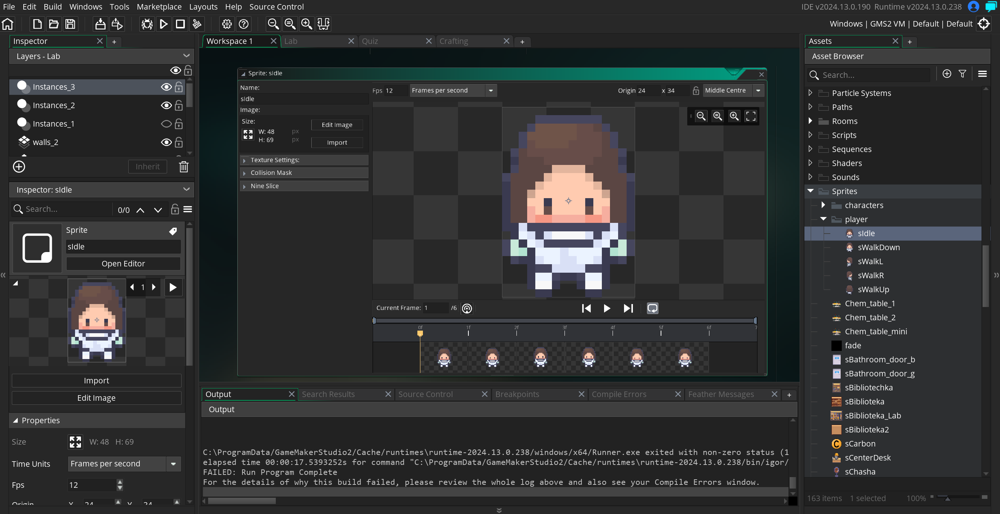 File Edit Build Windows Tools Marketplace Layouts Help Source Control
IDE v2024.13.0.190 Runtime v2024.13.0.238
Windows | GMS2 VM | Default | Default
Inspector
Layers - Lab
Instances_3
Instances_2
Instances_1
walls_2
Inherit
Inspector: sIdle
Search...
0/0
Sprite
sIdle
Open Editor
1
Import
Edit Image
Properties
Size W: 48 H: 69
Time Units Frames per second
Fps 12
Origin X 24 Y 34
Workspace 1
Lab
Quiz
Crafting
Sprite: sIdle
Name:
sIdle
Image:
Size:
W: 48 px
H: 69 px
Edit Image
Import
Texture Settings:
Collision Mask
Nine Slice
Fps 12 Frames per second
Origin 24 x 34 Middle Centre
Current Frame: 1 /6
0f 1f 2f 3f 4f 5f 6f 7
Output
Search Results
Source Control
Breakpoints
Compile Errors
Feather Messages
Output
C:\ProgramData/GameMakerStudio2/Cache/runtimes\runtime-2024.13.0.238/windows/x64/Runner.exe exited with non-zero status (1
elapsed time 00:00:17.5393252s for command "C:\ProgramData/GameMakerStudio2/Cache/runtimes\runtime-2024.13.0.238/bin/igor/
FAILED: Run Program Complete
For the details of why this build failed, please review the whole log above and also see your Compile Errors window.
Assets
Asset Browser
Search...
Particle Systems
Paths
Rooms
Scripts
Sequences
Shaders
Sounds
Sprites
characters
player
sIdle
sWalkDown
sWalkL
sWalkR
sWalkUp
Chem_table_1
Chem_table_2
Chem_table_mini
fade
sBathroom_door_b
sBathroom_door_g
sBibliotechka
sBiblioteka
sBiblioteka_Lab
sBiblioteka2
sCarbon
sCenterDesk
sChasha
163 items 1 selected 100%